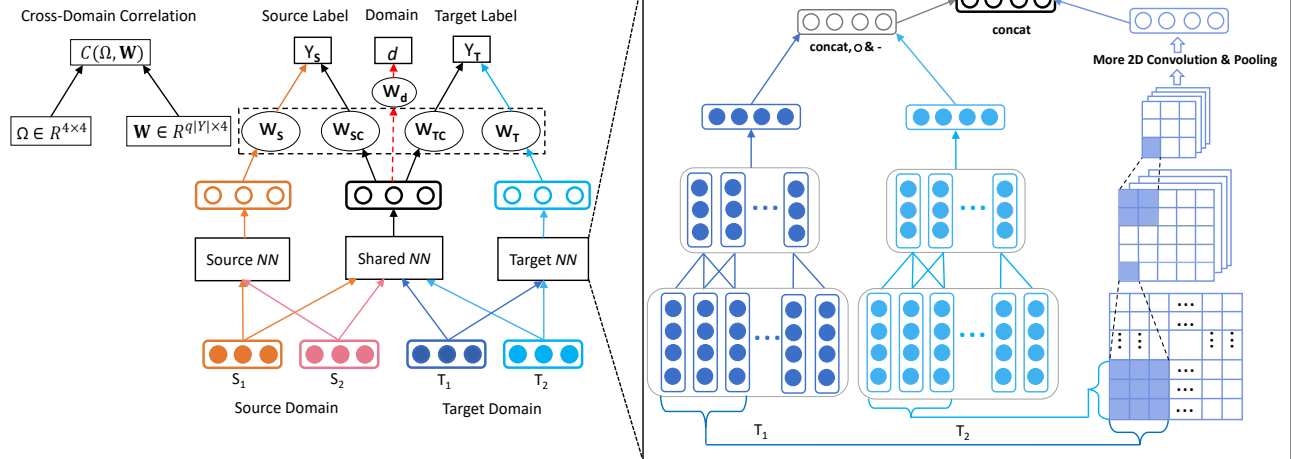 Cross-Domain Correlation
Source Label
Domain
Target Label
C(Ω, W)
Y_S
d
Y_T
W_d
Ω ∈ R^{4×4}
W ∈ R^{q|Y|×4}
W_S
W_SC
W_TC
W_T
Source NN
Shared NN
Target NN
S_1
S_2
T_1
T_2
Source Domain
Target Domain
concat, o & -
concat
More 2D Convolution & Pooling
...
...
...
...
...
...
...
...
...
...
T_1
T_2